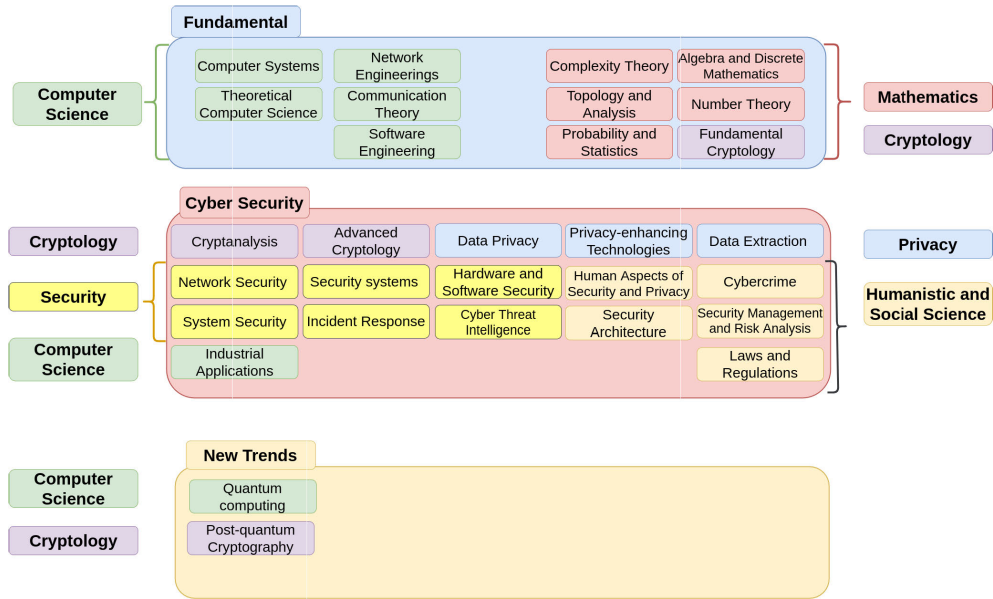 Fundamental
Computer
Science
Computer Systems
Network
Engineerings
Theoretical
Computer Science
Communication
Theory
Software
Engineering
Complexity Theory
Algebra and Discrete
Mathematics
Topology and
Analysis
Number Theory
Probability and
Statistics
Fundamental
Cryptology
Mathematics
Cryptology
Cyber Security
Cryptology
Cryptanalysis
Advanced
Cryptology
Data Privacy
Privacy-enhancing
Technologies
Data Extraction
Privacy
Security
Network Security
Security systems
Hardware and
Software Security
Human Aspects of
Security and Privacy
Cybercrime
Humanistic and
Social Science
System Security
Incident Response
Cyber Threat
Intelligence
Security
Architecture
Security Management
and Risk Analysis
Computer
Science
Industrial
Applications
Laws and
Regulations
New Trends
Computer
Science
Quantum
computing
Cryptology
Post-quantum
Cryptography